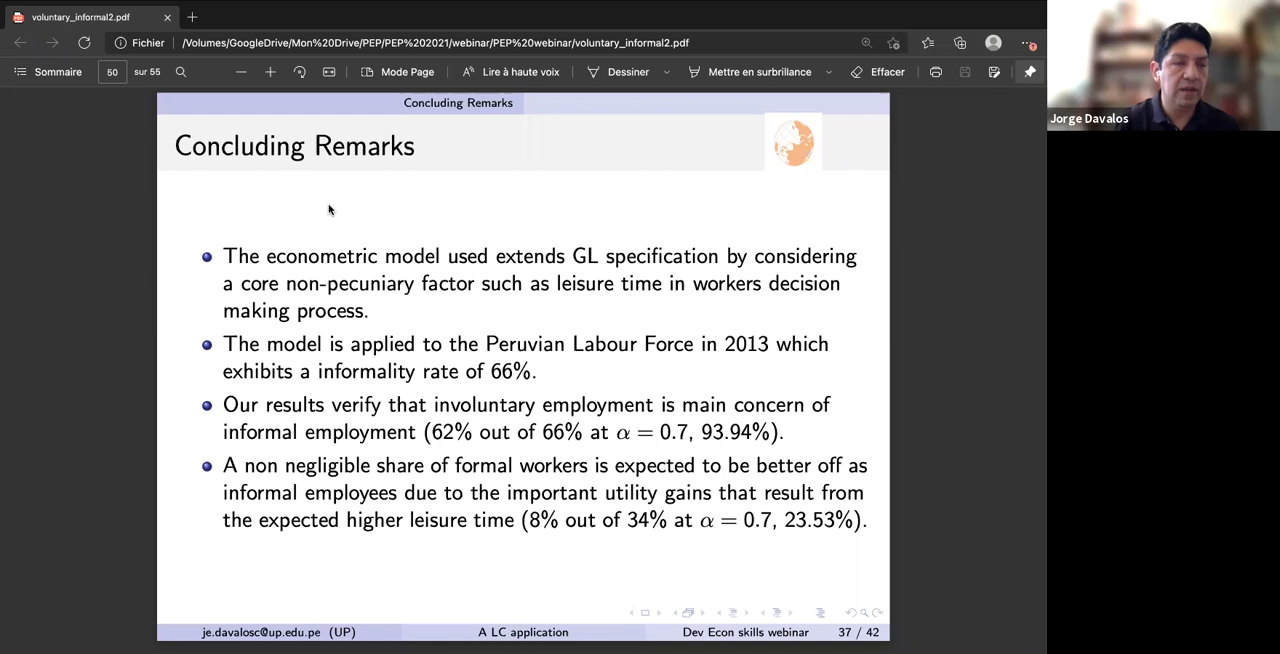 voluntary_informal2.pdf
Fichier
/Volumes/GoogleDrive/Mon%20Drive/PEP/PEP%202021/webinar/PEP%20webinar/voluntary_informal2.pdf
Sommaire 50 sur 55 Mode Page Lire à haute voix Dessiner Mettre en surbrillance Effacer
Jorge Davalos
Concluding Remarks
Concluding Remarks
The econometric model used extends GL specification by considering
a core non-pecuniary factor such as leisure time in workers decision
making process.
The model is applied to the Peruvian Labour Force in 2013 which
exhibits a informality rate of 66%.
Our results verify that involuntary employment is main concern of
informal employment (62% out of 66% at α = 0.7, 93.94%).
A non negligible share of formal workers is expected to be better off as
informal employees due to the important utility gains that result from
the expected higher leisure time (8% out of 34% at α = 0.7, 23.53%).
je.davalosc@up.edu.pe (UP) A LC application Dev Econ skills webinar 37 / 42